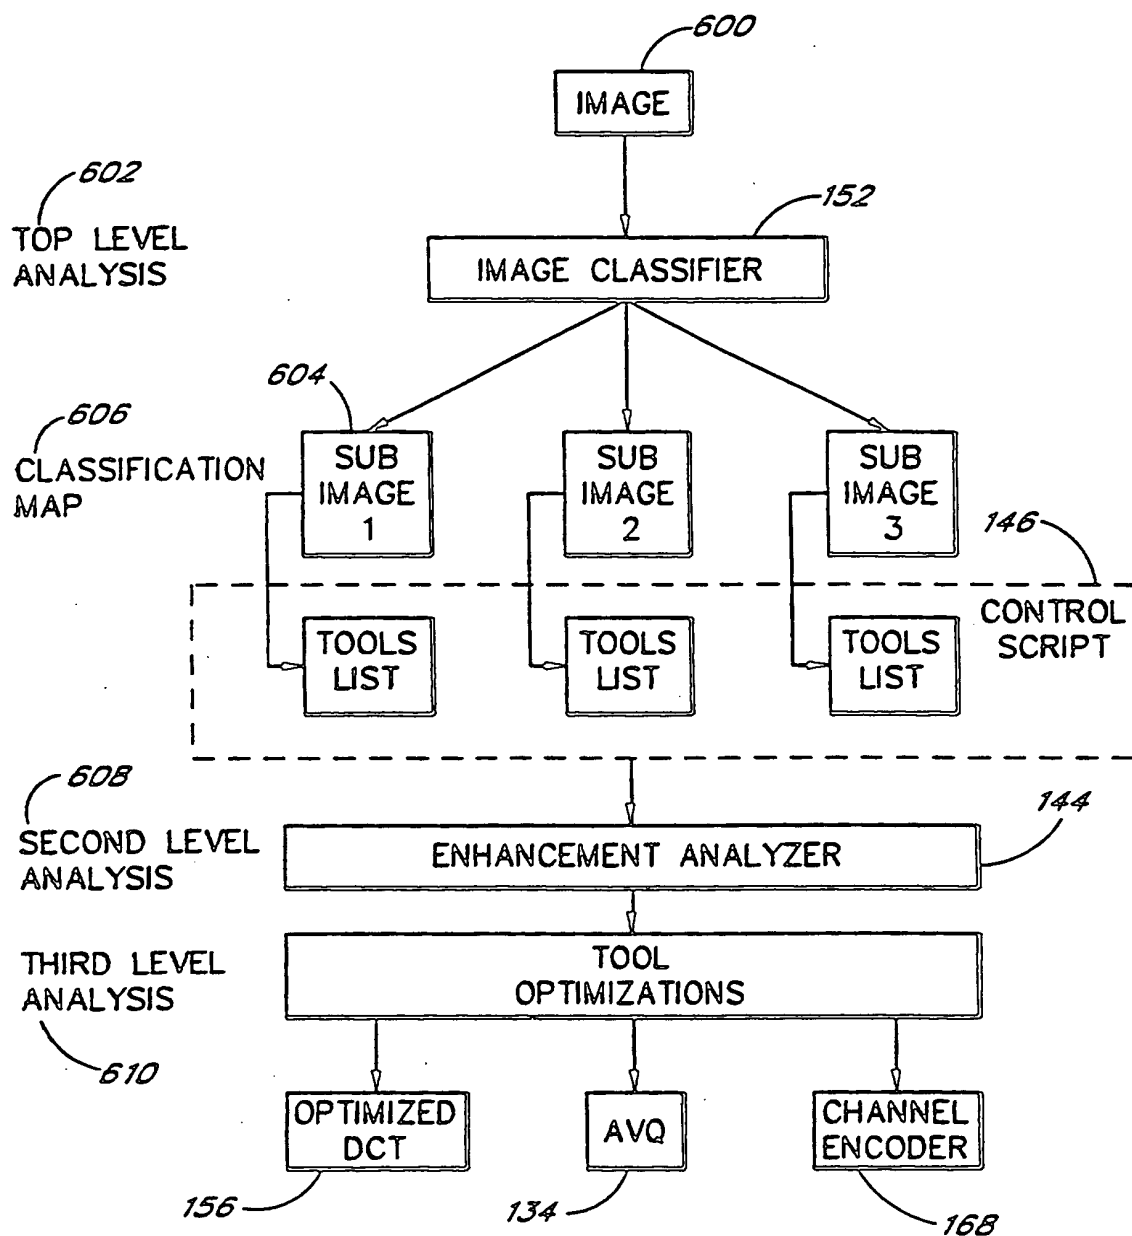 600
IMAGE
602
TOP LEVEL
ANALYSIS
152
IMAGE CLASSIFIER
604
606
CLASSIFICATION
MAP
SUB
IMAGE
1
SUB
IMAGE
2
SUB
IMAGE
3
146
CONTROL
SCRIPT
TOOLS
LIST
TOOLS
LIST
TOOLS
LIST
608
SECOND LEVEL
ANALYSIS
144
ENHANCEMENT ANALYZER
THIRD LEVEL
ANALYSIS
610
TOOL
OPTIMIZATIONS
OPTIMIZED
DCT
AVQ
CHANNEL
ENCODER
156
134
168